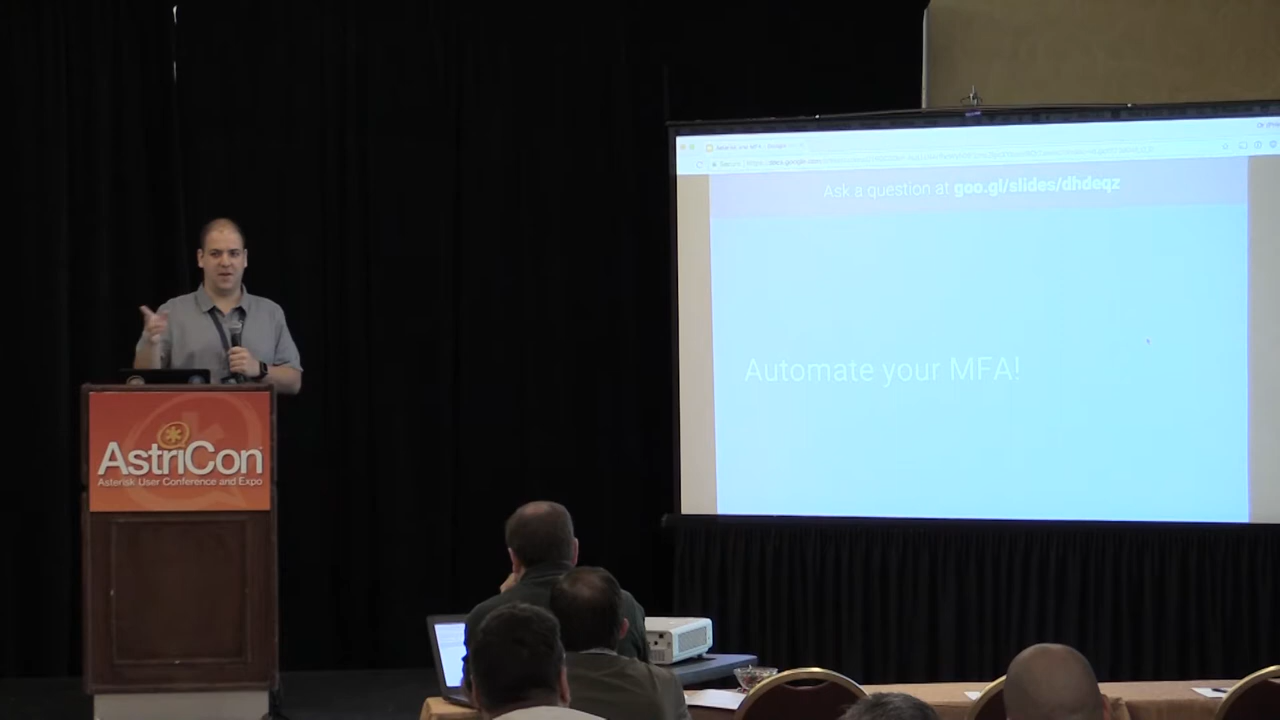 Ask a question at goo.gl/slides/dhdeqz
Automate your MFA!
AstriCon
Asterisk User Conference and Expo